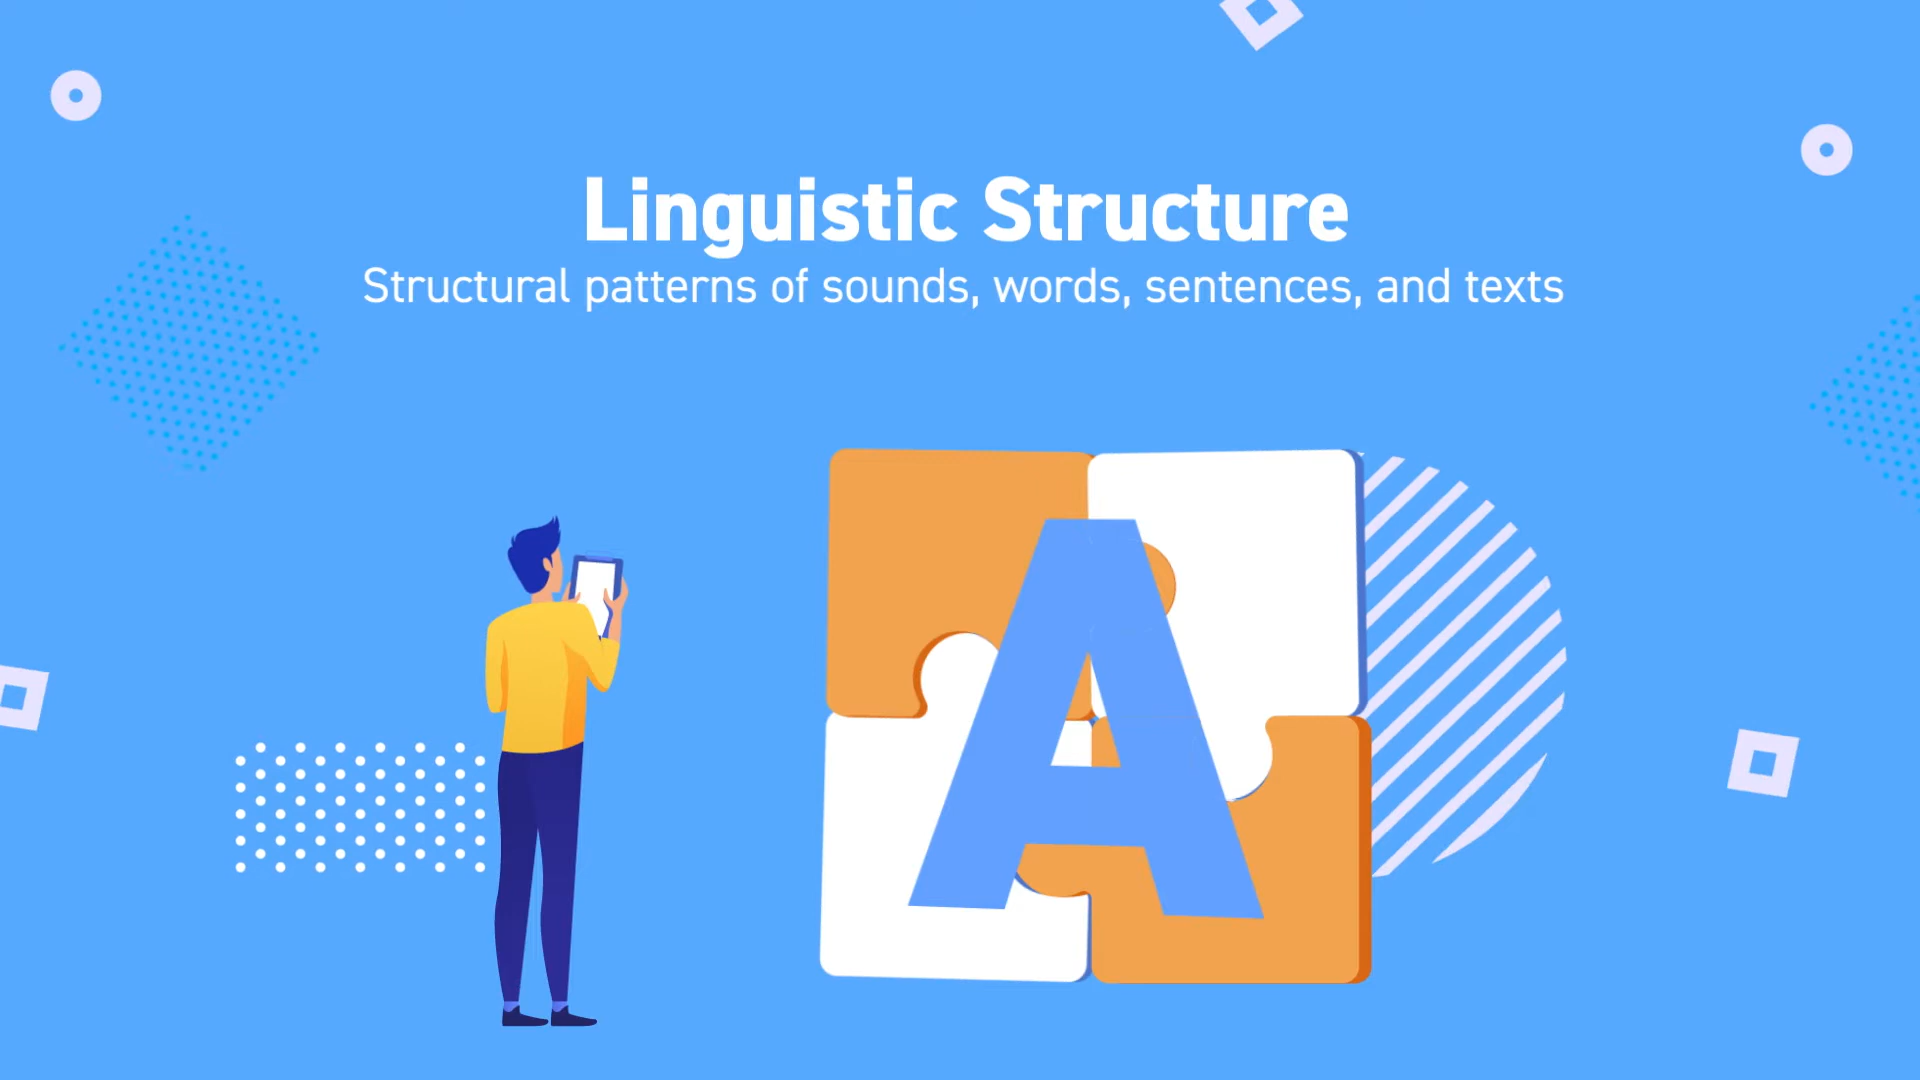 Linguistic Structure
Structural patterns of sounds, words, sentences, and texts
A